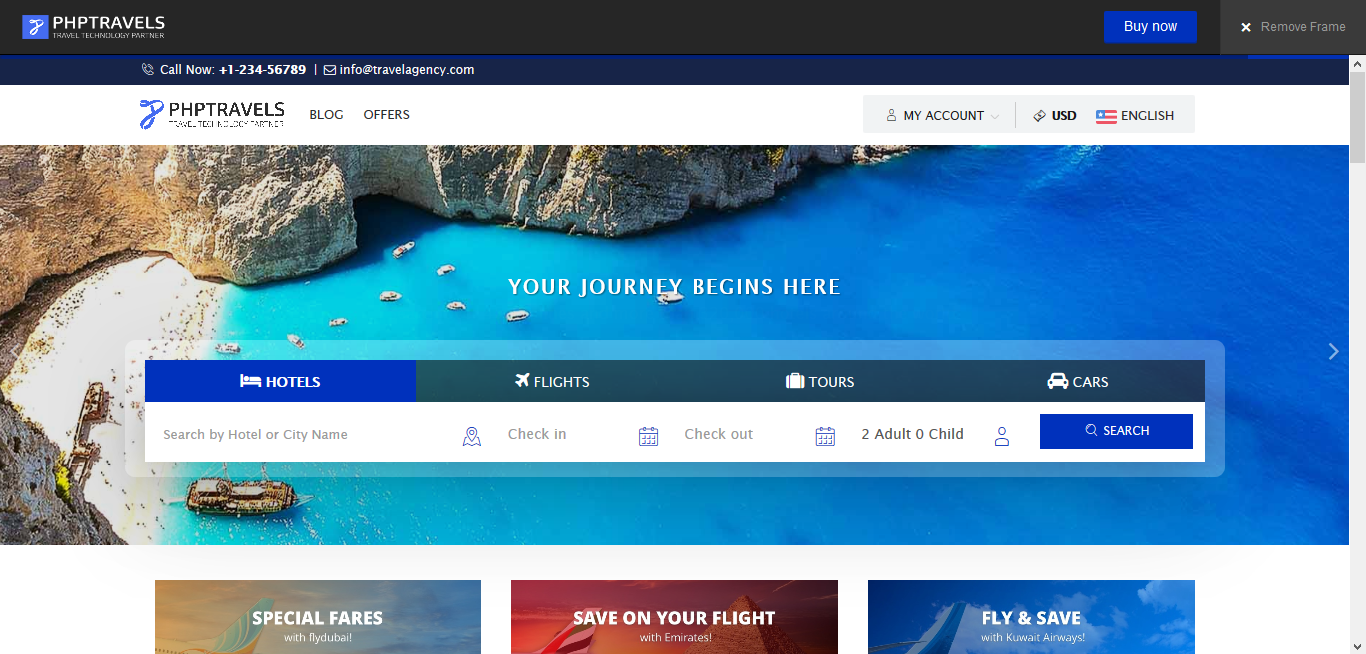 PHPTRAVELS
TRAVEL TECHNOLOGY PARTNER
Buy now
Remove Frame
Call Now: +1-234-56789 | info@travelagency.com
PHPTRAVELS
TRAVEL TECHNOLOGY PARTNER
BLOG OFFERS
MY ACCOUNT USD ENGLISH
YOUR JOURNEY BEGINS HERE
HOTELS FLIGHTS TOURS CARS
Search by Hotel or City Name Check in Check out 2 Adult 0 Child SEARCH
SPECIAL FARES
with flydubai!
SAVE ON YOUR FLIGHT
with Emirates!
FLY & SAVE
with Kuwait Airways!